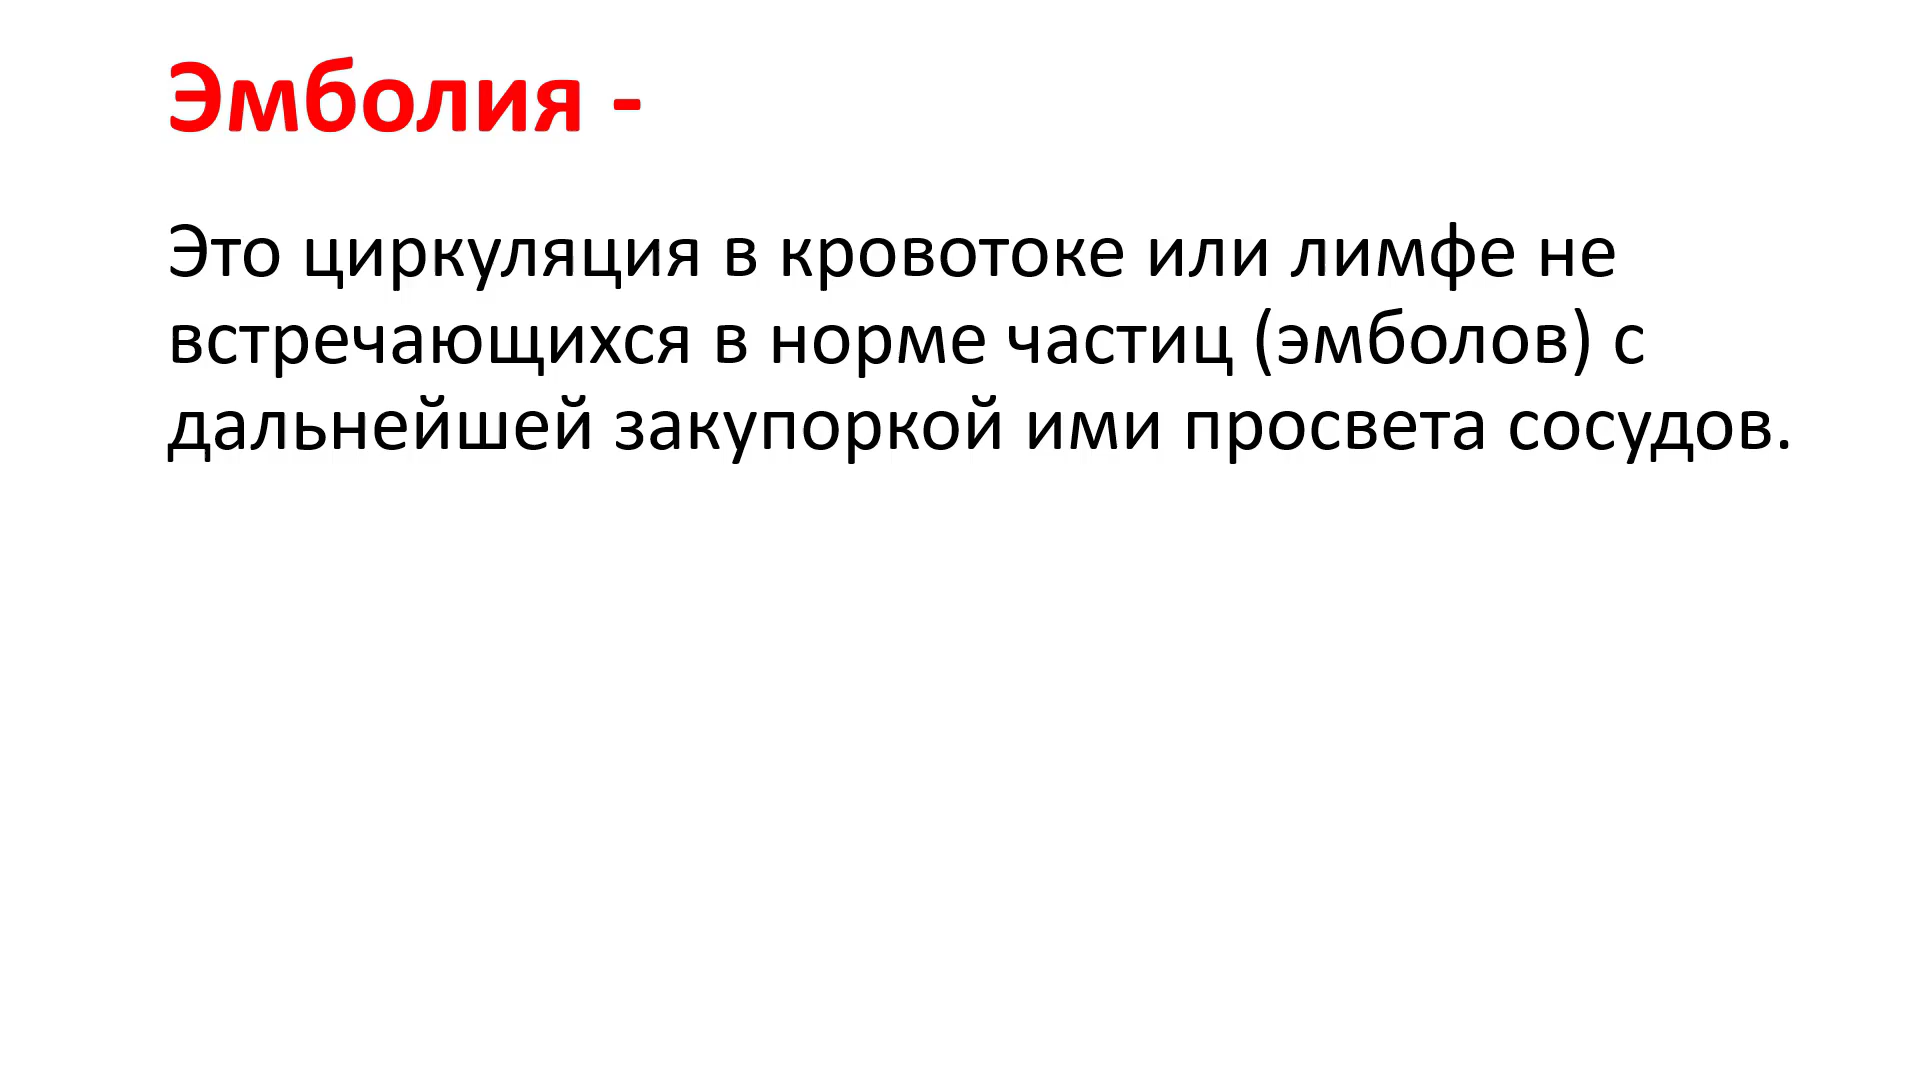 Эмболия -
Это циркуляция в кровотоке или лимфе не
встречающихся в норме частиц (эмболов) с
дальнейшей закупоркой ими просвета сосудов.